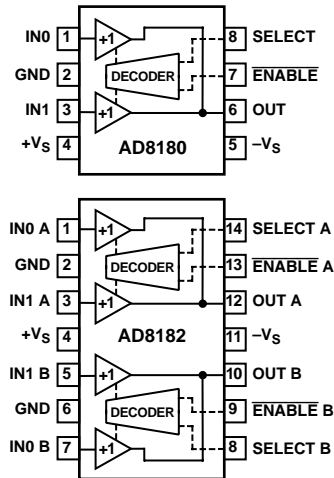 IN0 1 +1 8 SELECT
GND 2 DECODER 7 ENABLE
IN1 3 +1 6 OUT
+VS 4 AD8180 5 –VS
IN0 A 1 +1 14 SELECT A
GND 2 DECODER 13 ENABLE A
IN1 A 3 +1 12 OUT A
+VS 4 AD8182 11 –VS
IN1 B 5 +1 10 OUT B
GND 6 DECODER 9 ENABLE B
IN0 B 7 +1 8 SELECT B